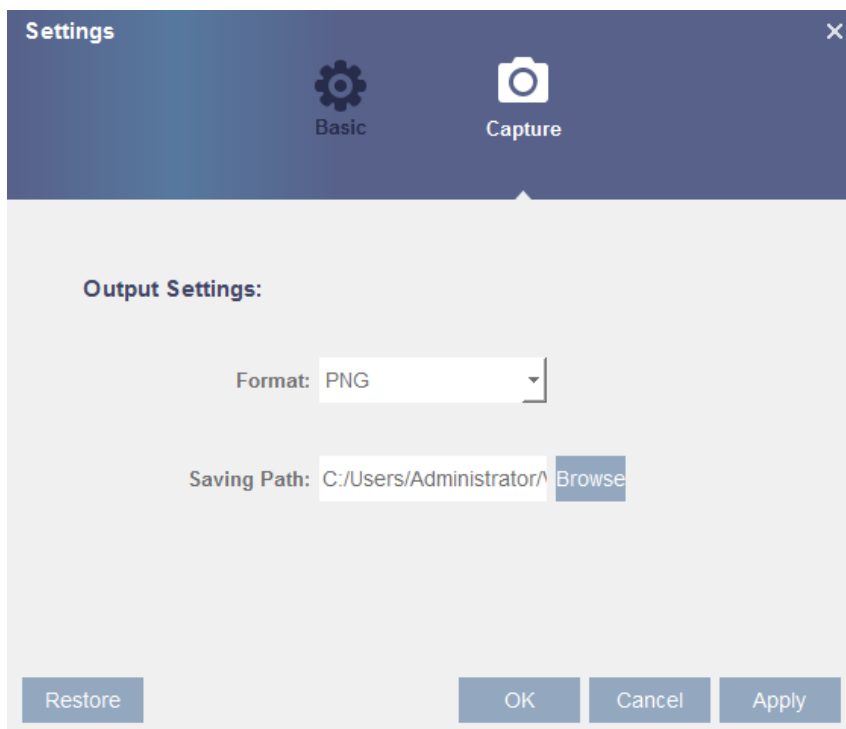 Settings
Basic
Capture
Output Settings:
Format: PNG
Saving Path: C:/Users/Administrator/ Browse
Restore OK Cancel Apply